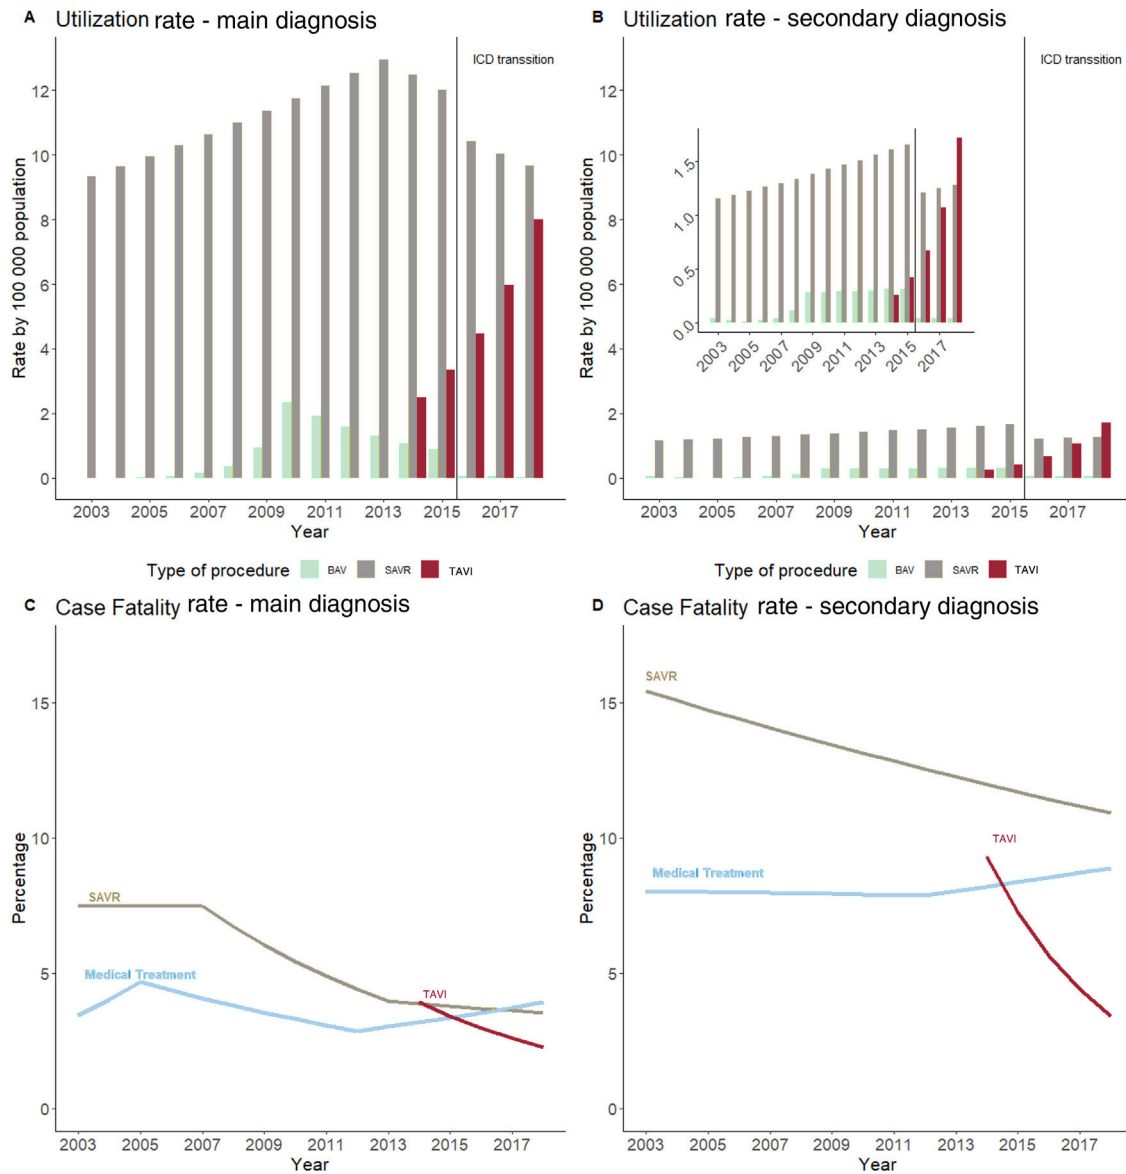 A Utilization rate - main diagnosis
ICD transsition
Rate by 100 000 population
12
10
8
6
4
2
0
2003 2005 2007 2009 2011 2013 2015 2017
Year
Type of procedure BAV SAVR TAVI
B Utilization rate - secondary diagnosis
ICD transsition
Rate by 100 000 population
12
10
8
6
4
2
0
1.5
1.0
0.5
0.0
2003 2005 2007 2009 2011 2013 2015 2017
2003 2005 2007 2009 2011 2013 2015 2017
Year
Type of procedure BAV SAVR TAVI
C Case Fatality rate - main diagnosis
Percentage
15
10
5
0
SAVR
Medical Treatment
TAVI
2003 2005 2007 2009 2011 2013 2015 2017
Year
D Case Fatality rate - secondary diagnosis
Percentage
15
10
5
0
SAVR
TAVI
Medical Treatment
2003 2005 2007 2009 2011 2013 2015 2017
Year